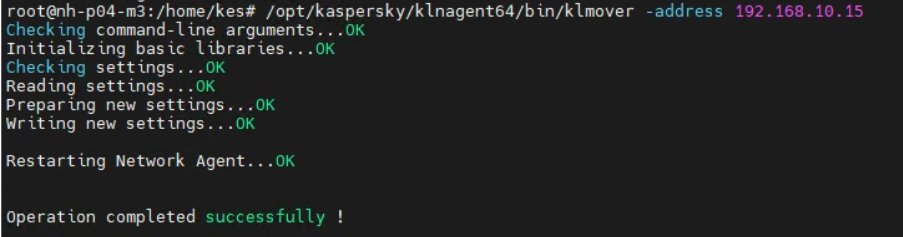 root@nh-p04-m3:/home/kes# /opt/kaspersky/klnagent64/bin/klmover -address 192.168.10.15
Checking command-line arguments...OK
Initializing basic libraries...OK
Checking settings...OK
Reading settings...OK
Preparing new settings...OK
Writing new settings...OK
Restarting Network Agent...OK
Operation completed successfully !